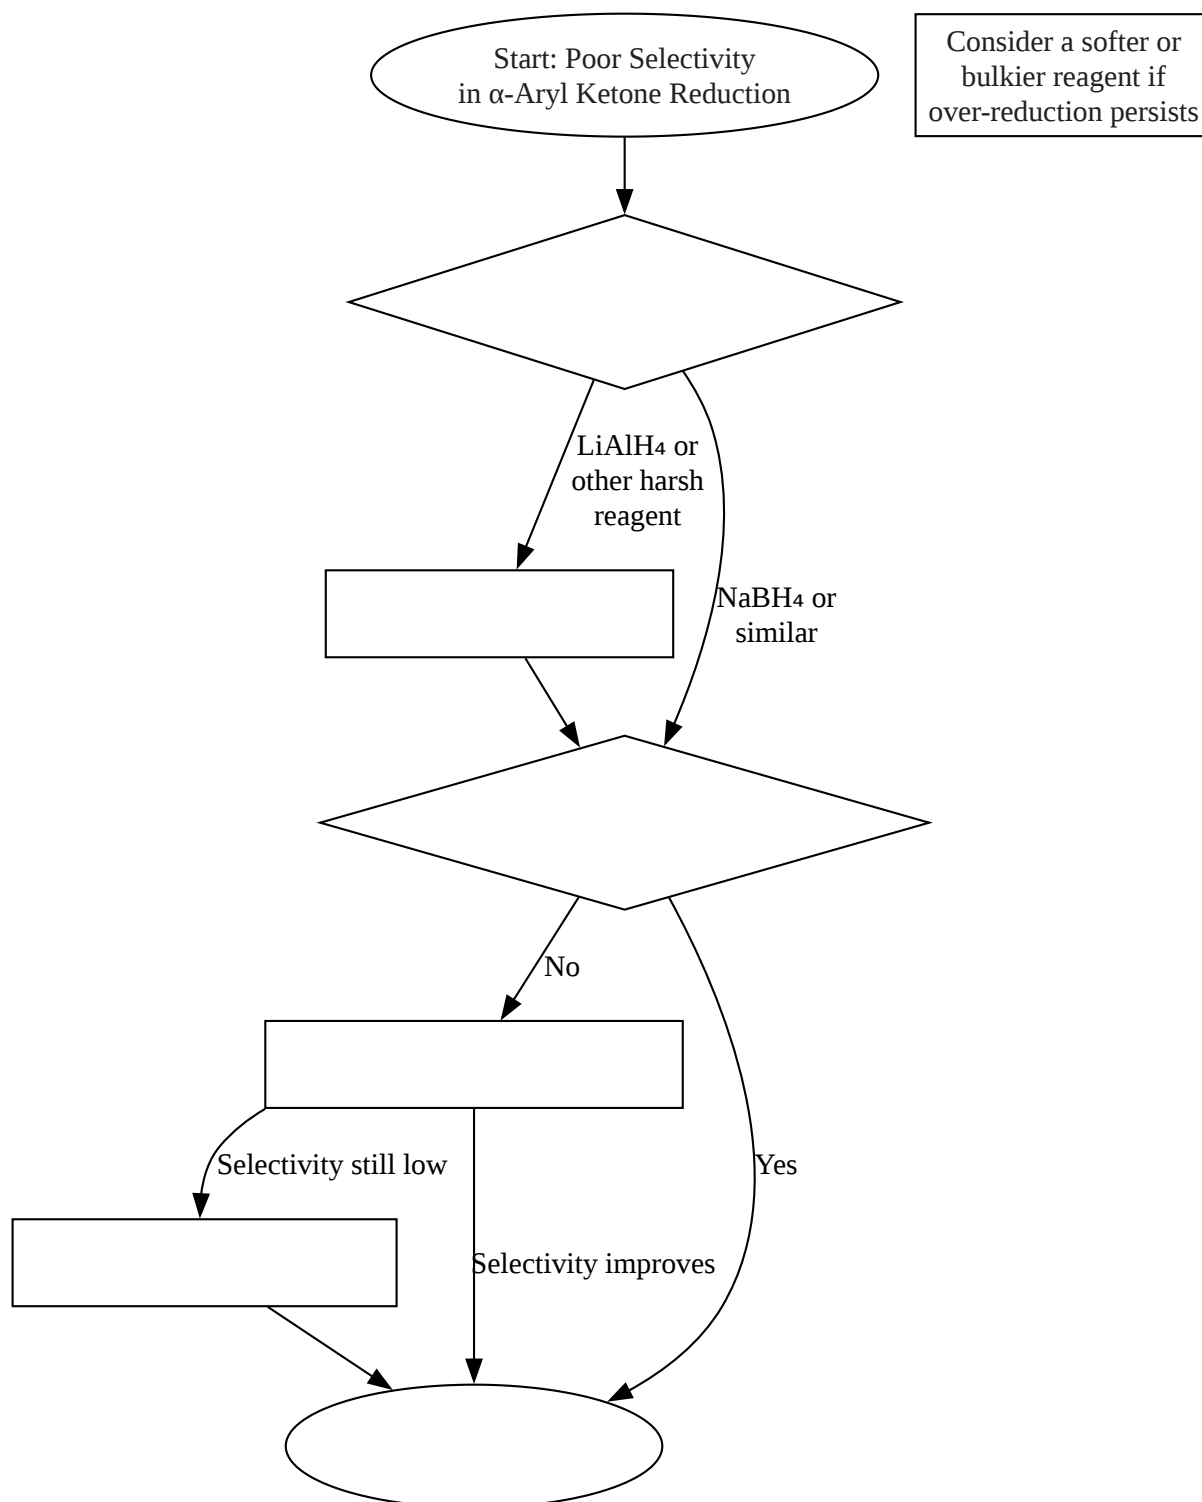 Start: Poor Selectivity
in α-Aryl Ketone Reduction
Consider a softer or
bulkier reagent if
over-reduction persists
LiAlH₄ or
other harsh
reagent
NaBH₄ or
similar
No
Selectivity still low
Yes
Selectivity improves